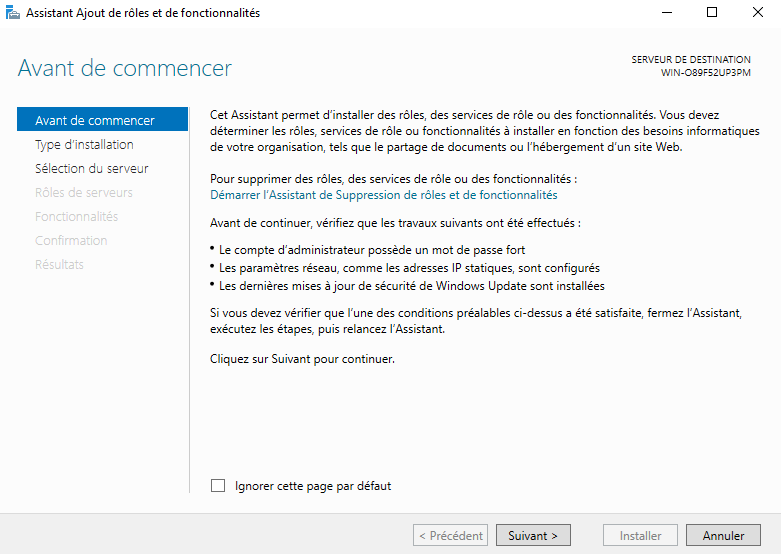 Assistant Ajout de rôles et de fonctionnalités
Avant de commencer
SERVEUR DE DESTINATION
WIN-O89F52UP3PM
Avant de commencer
Type d'installation
Sélection du serveur
Rôles de serveurs
Fonctionnalités
Confirmation
Résultats
Cet Assistant permet d'installer des rôles, des services de rôle ou des fonctionnalités. Vous devez
déterminer les rôles, services de rôle ou fonctionnalités à installer en fonction des besoins informatiques
de votre organisation, tels que le partage de documents ou l'hébergement d'un site Web.
Pour supprimer des rôles, des services de rôle ou des fonctionnalités :
Démarrer l'Assistant de Suppression de rôles et de fonctionnalités
Avant de continuer, vérifiez que les travaux suivants ont été effectués :
• Le compte d'administrateur possède un mot de passe fort
• Les paramètres réseau, comme les adresses IP statiques, sont configurés
• Les dernières mises à jour de sécurité de Windows Update sont installées
Si vous devez vérifier que l'une des conditions préalables ci-dessus a été satisfaite, fermez l'Assistant,
exécutez les étapes, puis relancez l'Assistant.
Cliquez sur Suivant pour continuer.
Ignorer cette page par défaut
< Précédent
Suivant >
Installer
Annuler